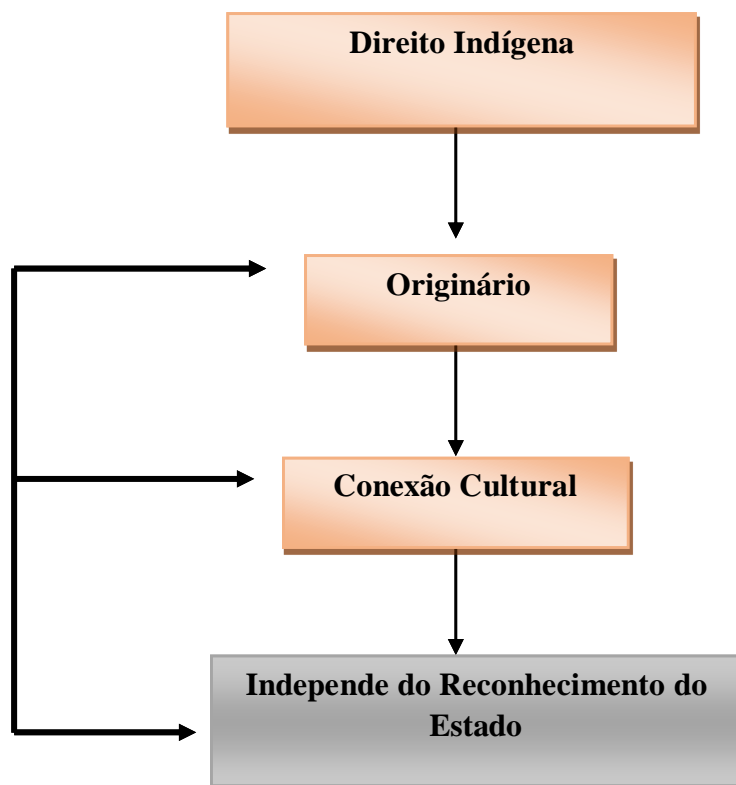 Direito Indígena
Originário
Conexão Cultural
Independe do Reconhecimento do
Estado